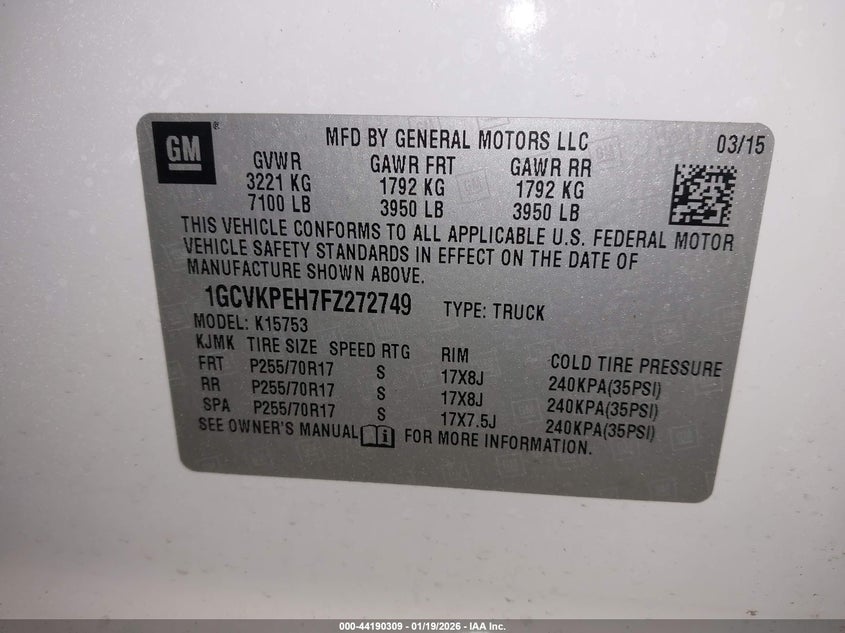 GM®
MFD BY GENERAL MOTORS LLC 03/15
GVWR GAWR FRT GAWR RR
3221 KG 1792 KG 1792 KG
7100 LB 3950 LB 3950 LB
THIS VEHICLE CONFORMS TO ALL APPLICABLE U.S. FEDERAL MOTOR
VEHICLE SAFETY STANDARDS IN EFFECT ON THE DATE OF
MANUFACTURE SHOWN ABOVE.
1GCVKPEH7FZ272749 TYPE: TRUCK
MODEL: K15753
KJMK TIRE SIZE SPEED RTG RIM COLD TIRE PRESSURE
FRT P255/70R17 S 17X8J 240KPA(35PSI)
RR P255/70R17 S 17X8J 240KPA(35PSI)
SPA P255/70R17 S 17X7.5J 240KPA(35PSI)
SEE OWNER'S MANUAL FOR MORE INFORMATION.
000-44190309 - 01/19/2026 - IAA Inc.